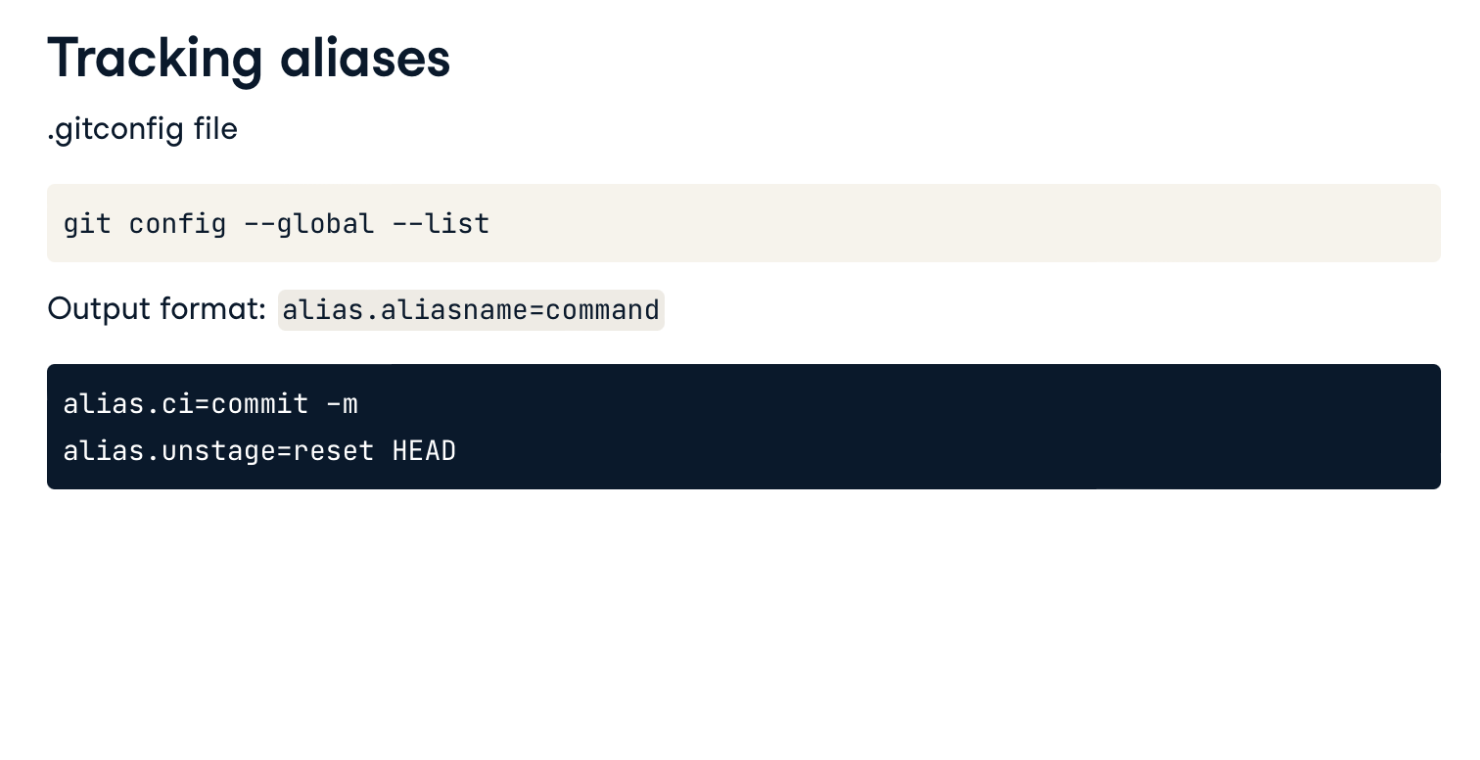 Tracking aliases
.gitconfig file
git config --global --list
Output format: alias.aliasname=command
alias.ci=commit -m
alias.unstage=reset HEAD